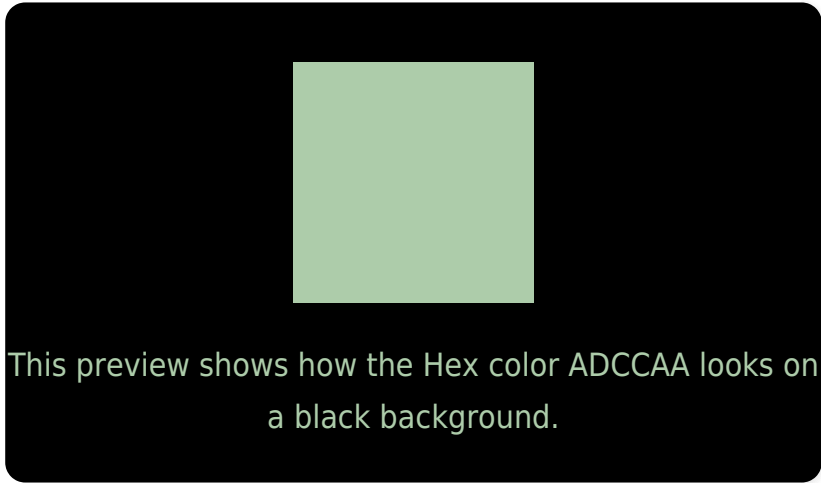 This preview shows how the Hex color ADCCAA looks on
a black background.